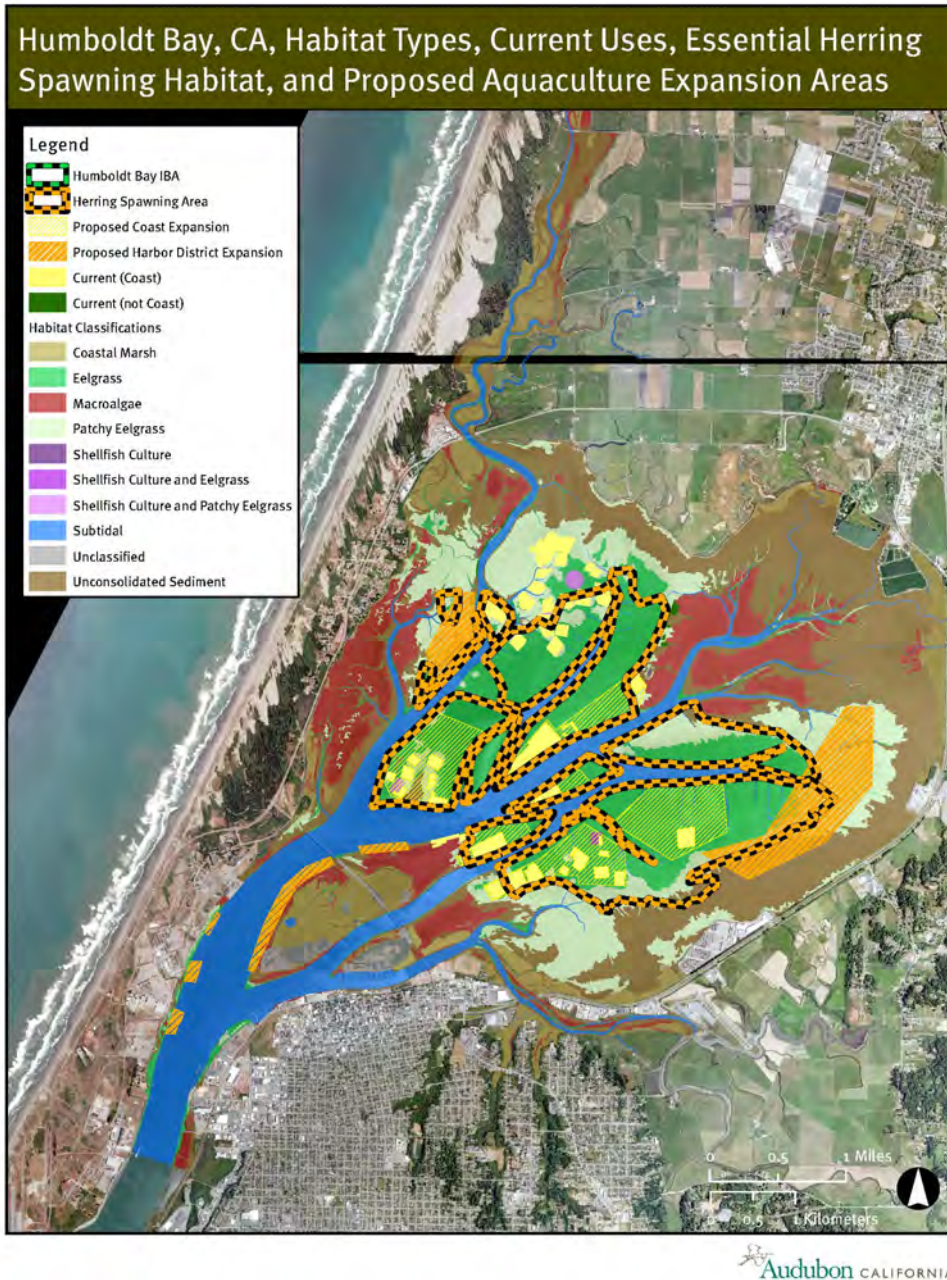 Humboldt Bay, CA, Habitat Types, Current Uses, Essential Herring
Spawning Habitat, and Proposed Aquaculture Expansion Areas
Legend
Humboldt Bay IBA
Herring Spawning Area
Proposed Coast Expansion
Proposed Harbor District Expansion
Current (Coast)
Current (not Coast)
Habitat Classifications
Coastal Marsh
Eelgrass
Macroalgae
Patchy Eelgrass
Shellfish Culture
Shellfish Culture and Eelgrass
Shellfish Culture and Patchy Eelgrass
Subtidal
Unclassified
Unconsolidated Sediment
0 0.5 1 Miles
0 0.5 1 Kilometers
Audubon CALIFORNIA